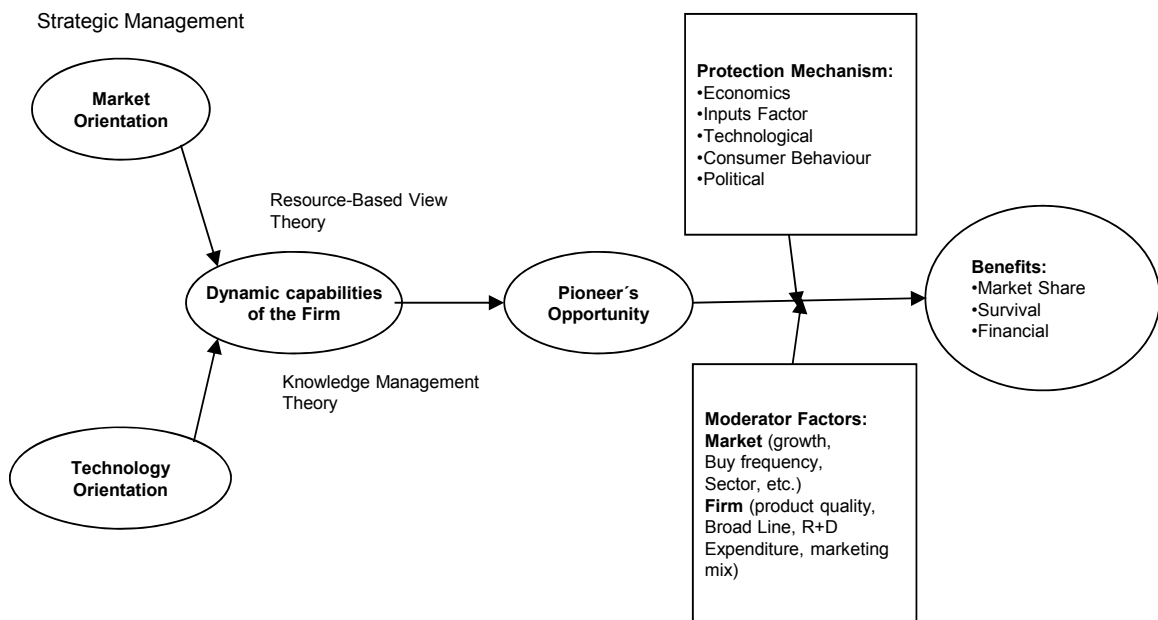 Strategic Management
Market
Orientation
Resource-Based View
Theory
Dynamic capabilities
of the Firm
Knowledge Management
Theory
Technology
Orientation
Pioneer´s
Opportunity
Protection Mechanism:
•Economics
•Inputs Factor
•Technological
•Consumer Behaviour
•Political
Moderator Factors:
Market (growth,
Buy frequency,
Sector, etc.)
Firm (product quality,
Broad Line, R+D
Expenditure, marketing
mix)
Benefits:
•Market Share
•Survival
•Financial